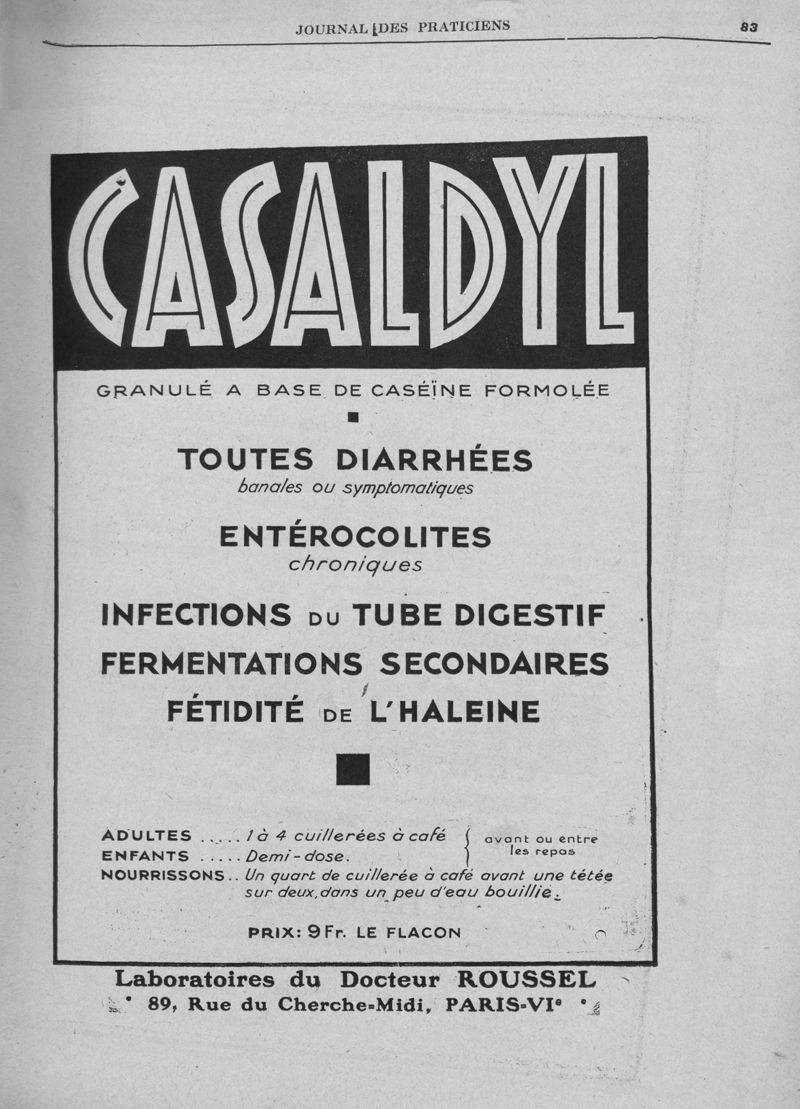 JOURNAL DES PRATICIENS 83
CASALDYL
GRANULÉ A BASE DE CASÉÏNE FORMOLÉE
TOUTES DIARRHÉES
banales ou symptomatiques
ENTÉROCOLITES
chroniques
INFECTIONS DU TUBE DIGESTIF
FERMENTATIONS SECONDAIRES
FÉTIDITÉ DE L'HALEINE
ADULTES ...... 1 à 4 cuillerées à café { avant ou entre
ENFANTS ..... Demi-dose. } les repas
NOURRISSONS.. Un quart de cuillerée à café avant une tétée
sur deux, dans un peu d'eau bouillie.
PRIX: 9 Fr. LE FLACON
Laboratoires du Docteur ROUSSEL
89, Rue du Cherche-Midi, PARIS-VIe